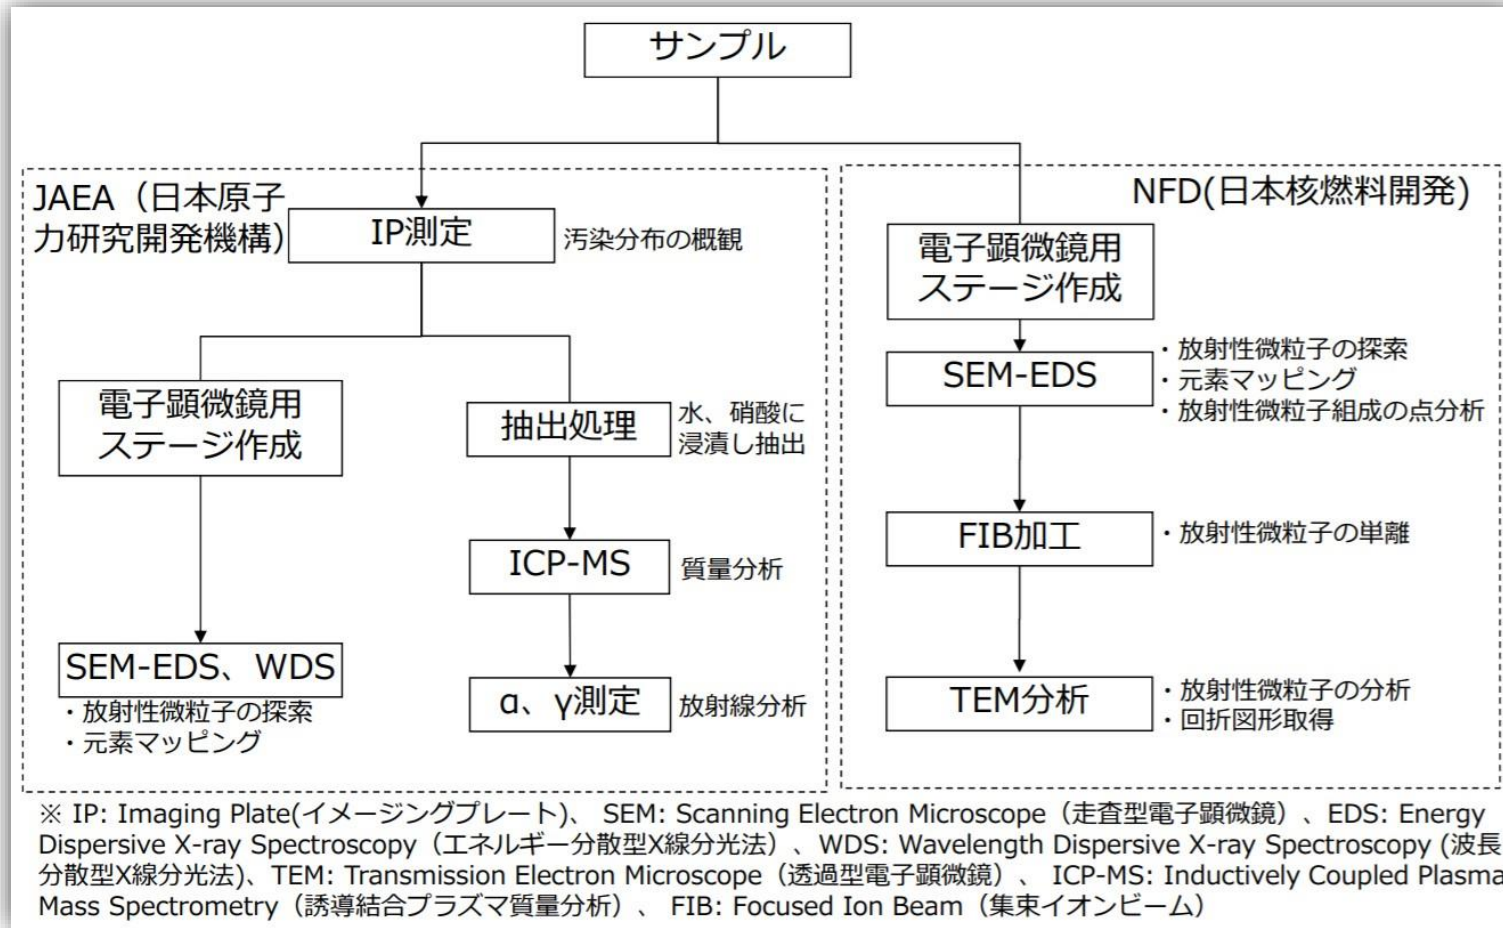 サンプル
JAEA（日本原子
力研究開発機構）
IP測定
汚染分布の概観
電子顕微鏡用
ステージ作成
SEM-EDS、WDS
・放射性微粒子の探索
・元素マッピング
抽出処理
水、硝酸に
浸漬し抽出
ICP-MS
質量分析
α、γ測定
放射線分析
NFD(日本核燃料開発)
電子顕微鏡用
ステージ作成
SEM-EDS
・放射性微粒子の探索
・元素マッピング
・放射性微粒子組成の点分析
FIB加工
・放射性微粒子の単離
TEM分析
・放射性微粒子の分析
・回折図形取得
※ IP: Imaging Plate(イメージングプレート)、 SEM: Scanning Electron Microscope（走査型電子顕微鏡）、EDS: Energy
Dispersive X-ray Spectroscopy（エネルギー分散型X線分光法）、WDS: Wavelength Dispersive X-ray Spectroscopy (波長
分散型X線分光法)、TEM: Transmission Electron Microscope（透過型電子顕微鏡）、 ICP-MS: Inductively Coupled Plasma
Mass Spectrometry（誘導結合プラズマ質量分析）、 FIB: Focused Ion Beam（集束イオンビーム）